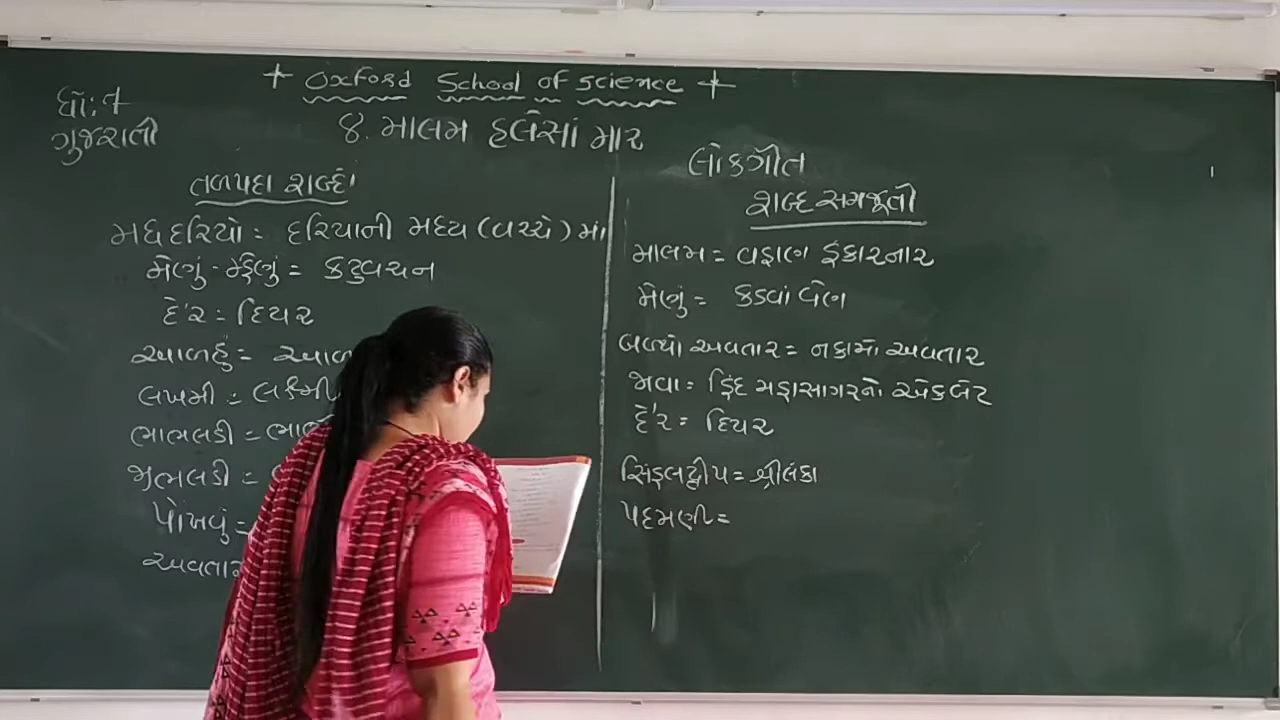 + Oxford School of Science +
ધો: 7
ગુજરાતી
૪. માલમ હલેસાં માર
લોકગીત
તળપદા શબ્દો
મધદરિયો = દરિયાની મધ્ય (વચ્ચે) માં
મેણું - મ્હેણું = કટુવચન
દે'ર = દિયર
આળહું = આળ
લખમી = લક્ષ્મી
ભાભલડી = ભા
જીભલડી =
પોંખવું =
અવતાર
શબ્દ સમજૂતી
માલમ = વહાણ હંકારનાર
મેણું = કડવાં વેણ
બળ્યો અવતાર = નકામો અવતાર
જાવા = હિંદ મહાસાગરનો એક બેટ
દે'ર = દિયર
સિંહલદ્વીપ = શ્રીલંકા
પદમણી =